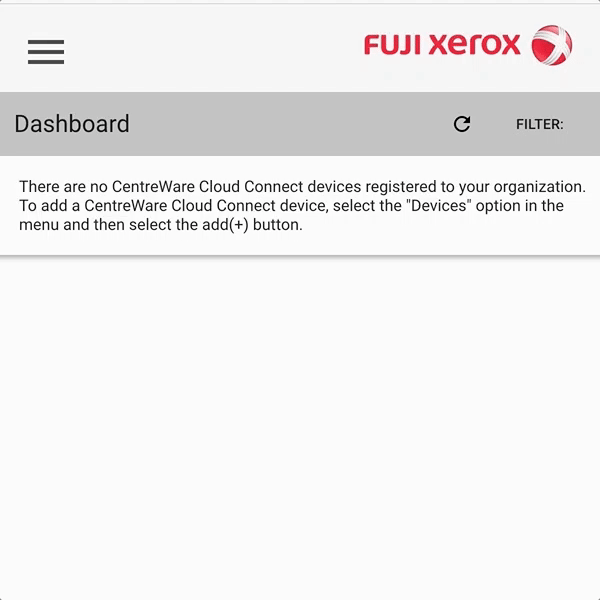 FUJI xerox
Dashboard
FILTER:
There are no CentreWare Cloud Connect devices registered to your organization.
To add a CentreWare Cloud Connect device, select the "Devices" option in the
menu and then select the add(+) button.